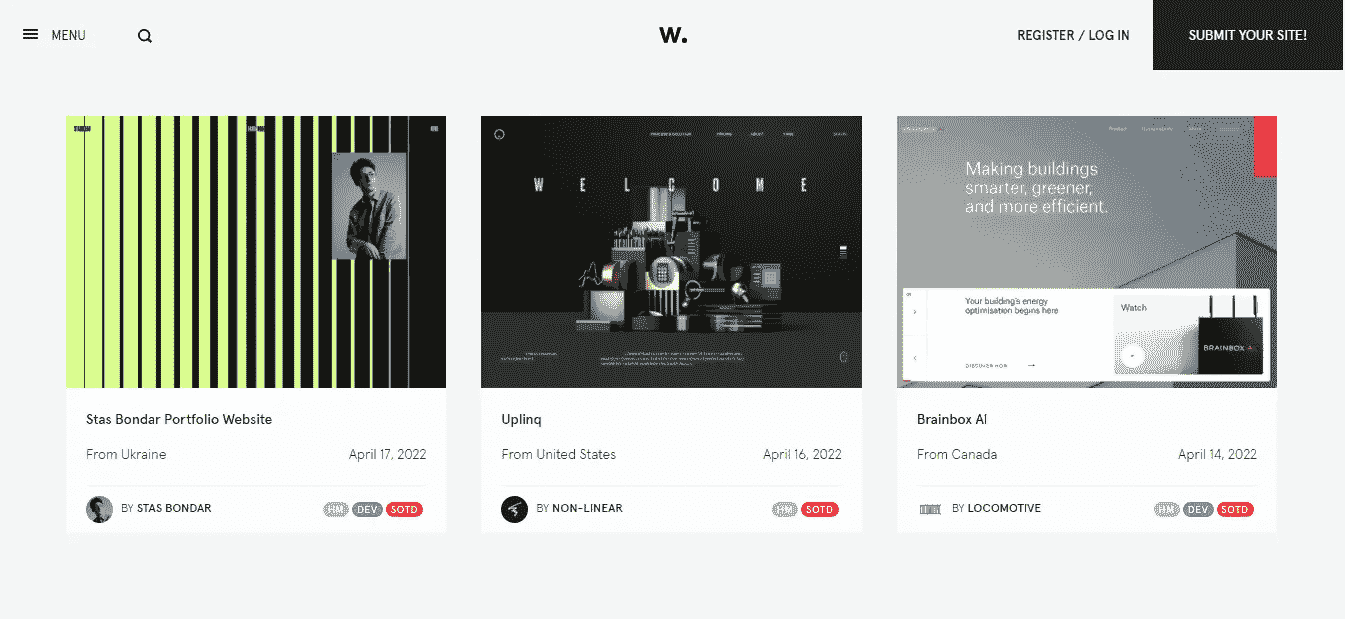 MENU
W.
REGISTER / LOG IN
SUBMIT YOUR SITE!
W E L C O M E
Making buildings
smarter, greener,
and more efficient.
Your building's energy
optimisation begins here
Watch
BRAINBOX
DISCOVER HOW
Stas Bondar Portfolio Website
From Ukraine
April 17, 2022
BY STAS BONDAR
HM DEV SOTD
Uplinq
From United States
April 16, 2022
BY NON-LINEAR
HM SOTD
Brainbox AI
From Canada
April 14, 2022
BY LOCOMOTIVE
HM DEV SOTD